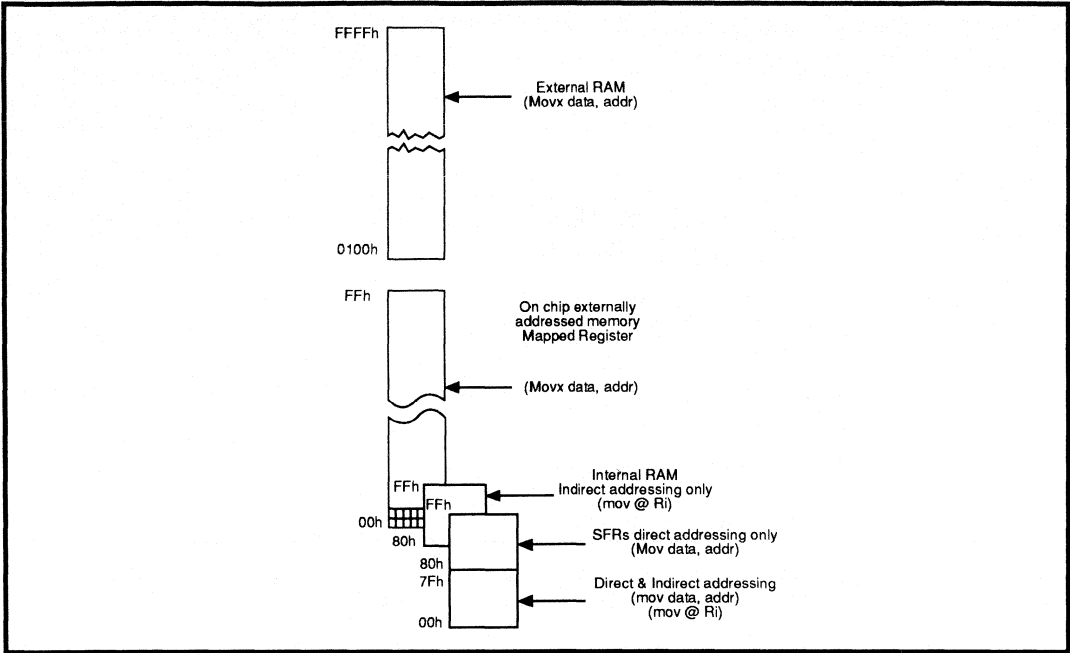 FFFFh
External RAM
(Movx data, addr)
0100h
FFh
On chip externally
addressed memory
Mapped Register
(Movx data, addr)
Internal RAM
Indirect addressing only
(mov @ Ri)
FFh
FFh
00h
80h
SFRs direct addressing only
(Mov data, addr)
80h
7Fh
Direct & Indirect addressing
(mov data, addr)
(mov @ Ri)
00h